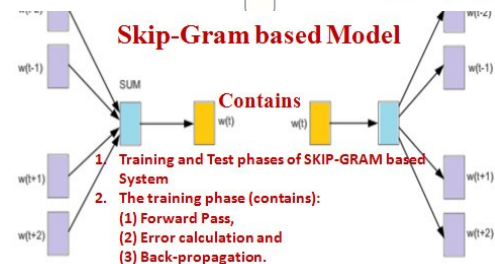 Skip-Gram based Model
w(t-2)
w(t-1)
w(t-1)
SUM
Contains
w(t)
w(t)
1. Training and Test phases of SKIP-GRAM based
System
2. The training phase (contains):
(1) Forward Pass,
(2) Error calculation and
(3) Back-propagation.
w(t+1)
w(t+1)
w(t+2)
w(t+2)